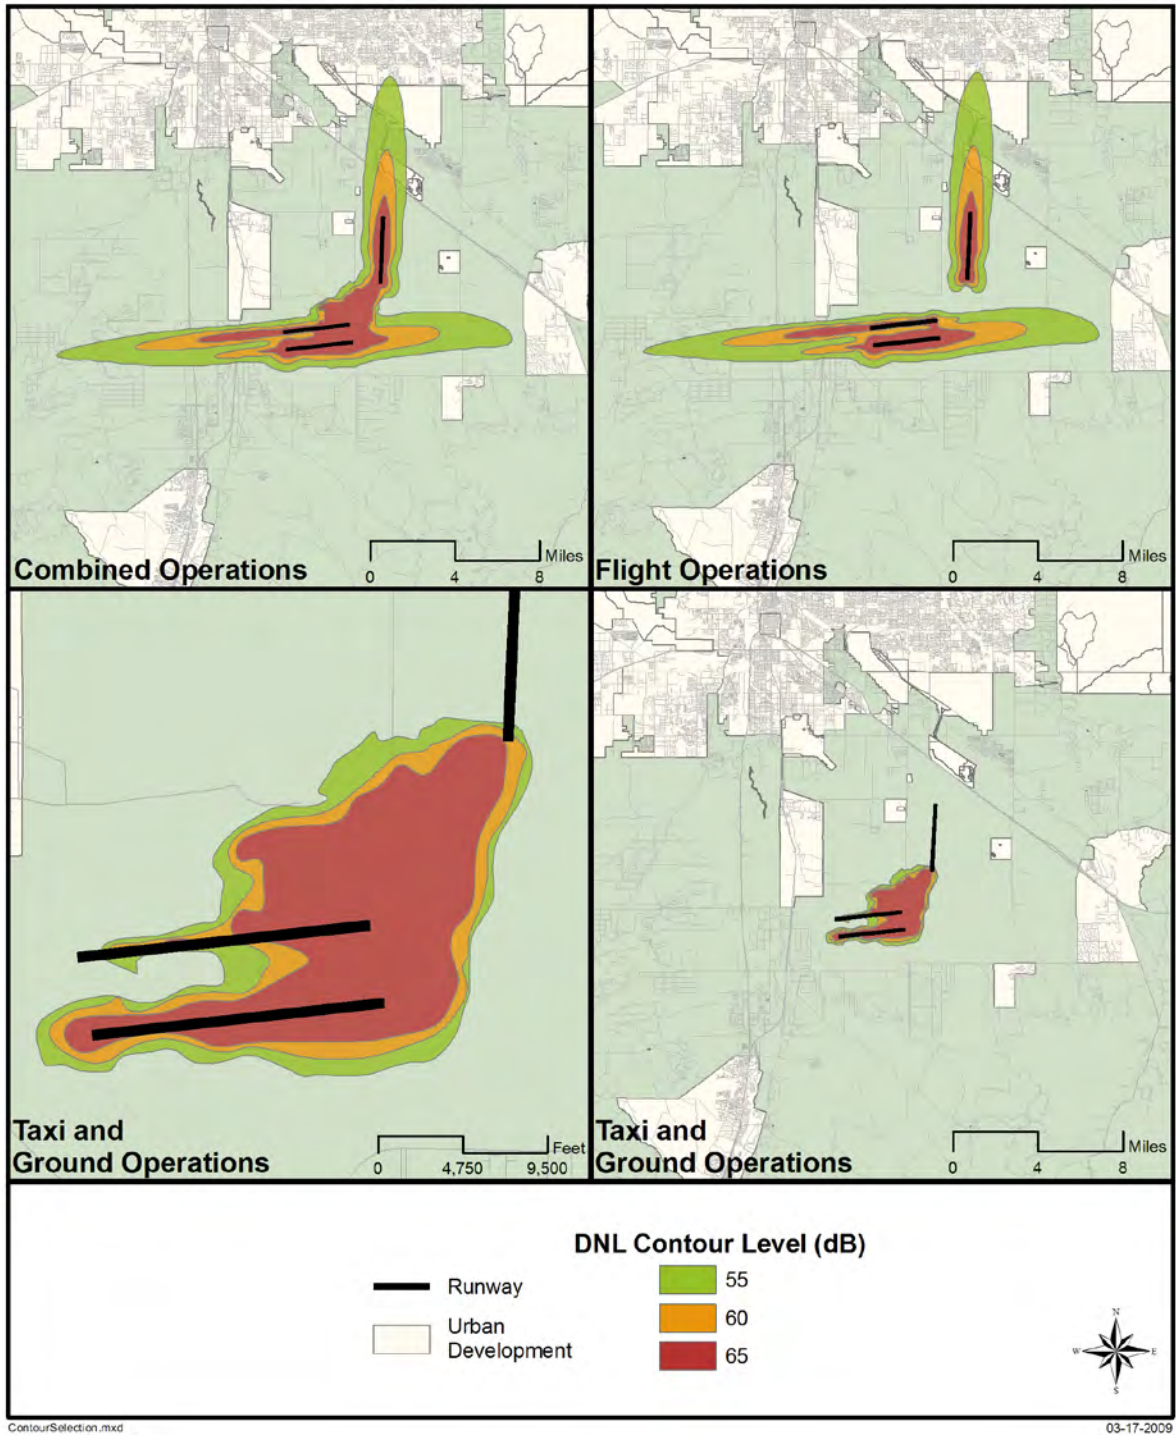 Combined Operations
Miles
0 4 8
Flight Operations
Miles
0 4 8
Taxi and
Ground Operations
Feet
0 4,750 9,500
Taxi and
Ground Operations
Miles
0 4 8
DNL Contour Level (dB)
Runway
Urban
Development
55
60
65
N
W E
S
ContourSelection.mxd
03-17-2009